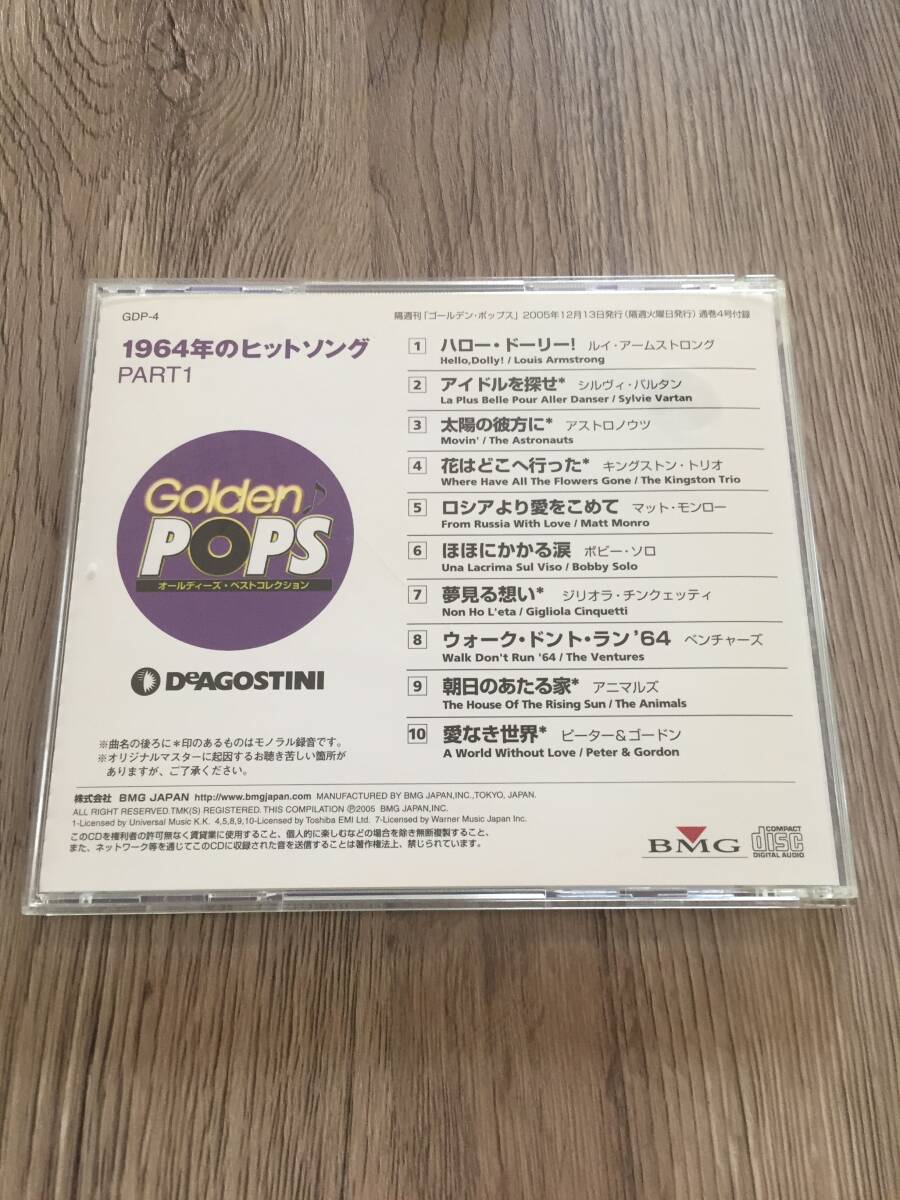 GDP-4
隔週刊「ゴールデン・ポップス」2005年12月13日発行（隔週火曜日発行）通巻4号付録
1964年のヒットソング
PART1
Golden
POPS
オールディーズ・ベストコレクション
DeAGOSTINI
※曲名の後ろに＊印のあるものはモノラル録音です。
※オリジナルマスターに起因するお聴き苦しい箇所が
ありますが、ご了承ください。
1 ハロー・ドーリー! ルイ・アームストロング
Hello,Dolly! / Louis Armstrong
2 アイドルを探せ* シルヴィ・バルタン
La Plus Belle Pour Aller Danser / Sylvie Vartan
3 太陽の彼方に* アストロノウツ
Movin' / The Astronauts
4 花はどこへ行った* キングストン・トリオ
Where Have All The Flowers Gone / The Kingston Trio
5 ロシアより愛をこめて マット・モンロー
From Russia With Love / Matt Monro
6 ほほにかかる涙 ボビー・ソロ
Una Lacrima Sul Viso / Bobby Solo
7 夢見る想い* ジリオラ・チンクェッティ
Non Ho L'eta / Gigliola Cinquetti
8 ウォーク・ドント・ラン'64 ベンチャーズ
Walk Don't Run '64 / The Ventures
9 朝日のあたる家* アニマルズ
The House Of The Rising Sun / The Animals
10 愛なき世界* ピーター&ゴードン
A World Without Love / Peter & Gordon
株式会社 BMG JAPAN http://www.bmgjapan.com MANUFACTURED BY BMG JAPAN,INC.,TOKYO, JAPAN.
ALL RIGHT RESERVED.TMK(S) REGISTERED. THIS COMPILATION ℗2005 BMG JAPAN,INC.
1-Licensed by Universal Music K.K. 4,5,8,9,10-Licensed by Toshiba EMI Ltd. 7-Licensed by Warner Music Japan Inc.
このCDを権利者の許可無く賃貸業に使用すること、個人的に楽しむなどの場合を除き無断複製すること、
また、ネットワーク等を通じてこのCDに収録された音を送信することは著作権法上、禁じられています。
BMG
COMPACT
disc
DIGITAL AUDIO